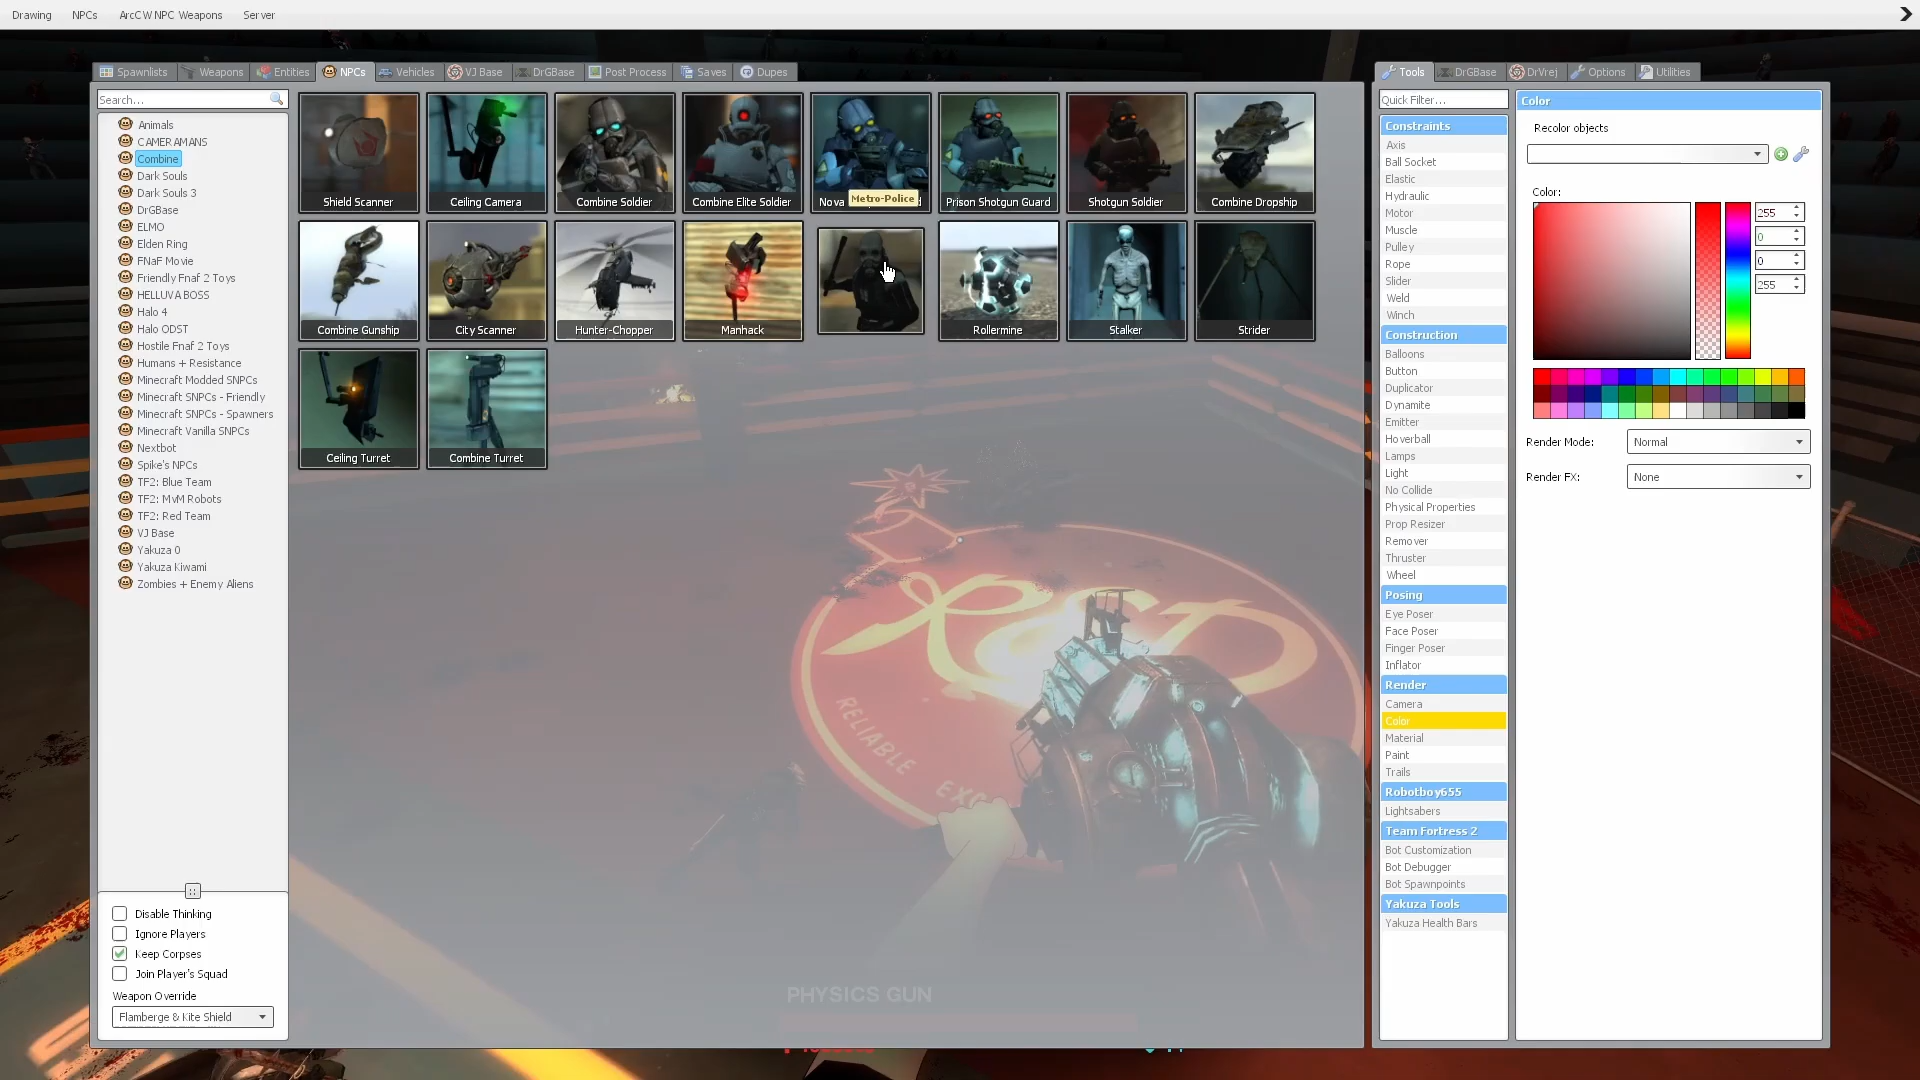 Drawing NPCs ArcCW NPC Weapons Server
Spawnlists Weapons Entities NPCs Vehicles VJ Base DrGBase Post Process Saves Dupes
Search...
Animals
CAMERAMANS
Combine
Dark Souls
Dark Souls 3
DrGBase
ELMO
Elden Ring
FNaF Movie
Friendly Fnaf 2 Toys
HELLUVA BOSS
Halo 4
Halo ODST
Hostile Fnaf 2 Toys
Humans + Resistance
Minecraft Modded SNPCs
Minecraft SNPCs - Friendly
Minecraft SNPCs - Spawners
Minecraft Vanilla SNPCs
Nextbot
Spike's NPCs
TF2: Blue Team
TF2: MvM Robots
TF2: Red Team
VJ Base
Yakuza 0
Yakuza Kiwami
Zombies + Enemy Aliens
Disable Thinking
Ignore Players
Keep Corpses
Join Player's Squad
Weapon Override
Flamberge & Kite Shield
Shield Scanner Ceiling Camera Combine Soldier Combine Elite Soldier Nova Metro-Police Prison Shotgun Guard Shotgun Soldier Combine Dropship
Combine Gunship City Scanner Hunter-Chopper Manhack Rollermine Stalker Strider
Ceiling Turret Combine Turret
RELIABLE
PHYSICS GUN
Tools DrGBase DrVrej Options Utilities
Quick Filter...
Constraints
Axis
Ball Socket
Elastic
Hydraulic
Motor
Muscle
Pulley
Rope
Slider
Weld
Winch
Construction
Balloons
Button
Duplicator
Dynamite
Emitter
Hoverball
Lamps
Light
No Collide
Physical Properties
Prop Resizer
Remover
Thruster
Wheel
Posing
Eye Poser
Face Poser
Finger Poser
Inflator
Render
Camera
Color
Material
Paint
Trails
Robotboy655
Lightsabers
Team Fortress 2
Bot Customization
Bot Debugger
Bot Spawnpoints
Yakuza Tools
Yakuza Health Bars
Color
Recolor objects
Color:
255
0
0
255
Render Mode: Normal
Render FX: None